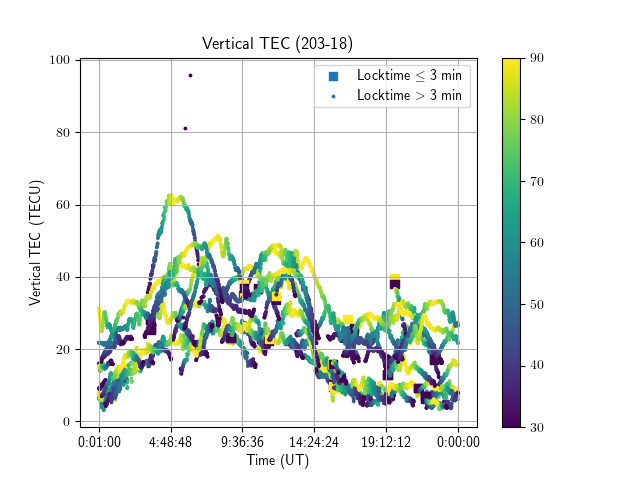 Vertical TEC (203-18)
Locktime ≤ 3 min
Locktime > 3 min
Vertical TEC (TECU)
100
80
60
40
20
0
0:01:00 4:48:48 9:36:36 14:24:24 19:12:12 0:00:00
Time (UT)
90
80
70
60
50
40
30